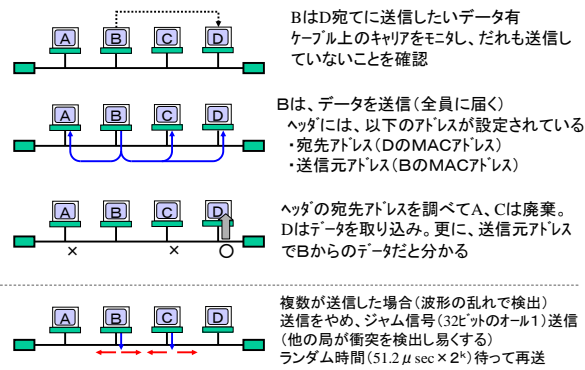 A B C D
BはD宛てに送信したいデータ有
ケーブル上のキャリアをモニタし、だれも送信し
ていないことを確認
A B C D
Bは、データを送信（全員に届く）
ヘッダには、以下のアドレスが設定されている
・宛先アドレス（DのMACアドレス）
・送信元アドレス（BのMACアドレス）
A B C D
× × ○
ヘッダの宛先アドレスを調べてA、Cは廃棄。
Dはデータを取り込み。更に、送信元アドレス
でBからのデータだと分かる
A B C D
複数が送信した場合（波形の乱れで検出）
送信をやめ、ジャム信号（32ビットのオール1）送信
（他の局が衝突を検出し易くする）
ランダム時間（51.2μsec×2ᵏ）待って再送